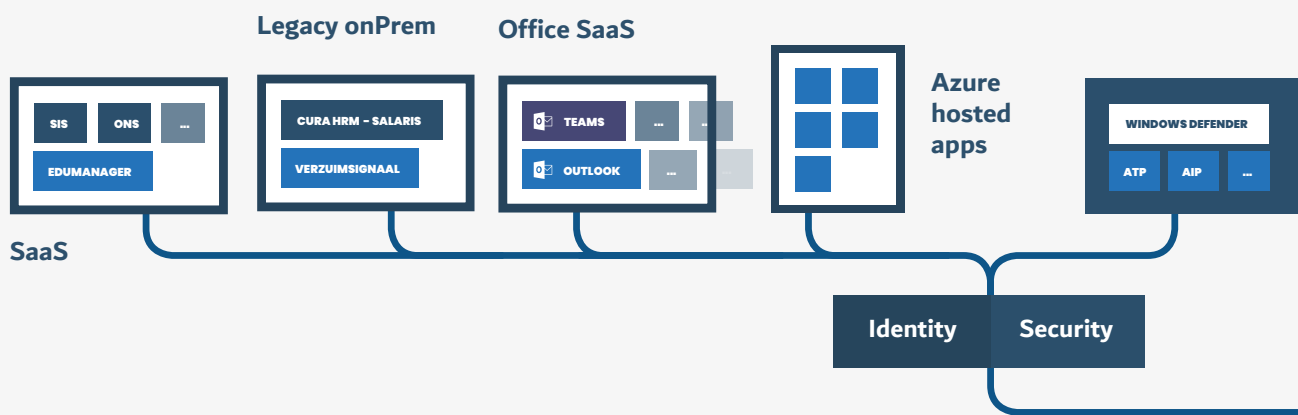 Legacy onPrem
Office SaaS
Azure
hosted
apps
SIS
ONS
...
EDUMANAGER
SaaS
CURA HRM – SALARIS
VERZUIMSIGNAAL
TEAMS
...
...
OUTLOOK
...
...
WINDOWS DEFENDER
ATP
AIP
...
Identity
Security